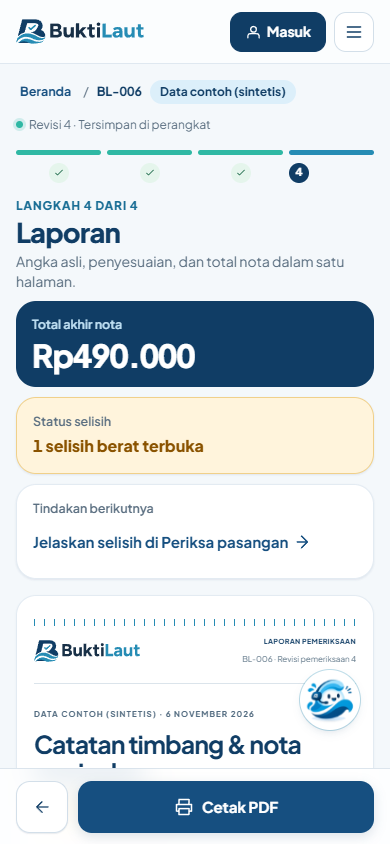 BuktiLaut
Masuk
Beranda / BL-006 Data contoh (sintetis)
Revisi 4 · Tersimpan di perangkat
4
LANGKAH 4 DARI 4
Laporan
Angka asli, penyesuaian, dan total nota dalam satu
halaman.
Total akhir nota
Rp490.000
Status selisih
1 selisih berat terbuka
Tindakan berikutnya
Jelaskan selisih di Periksa pasangan
BuktiLaut
LAPORAN PEMERIKSAAN
BL-006 · Revisi pemeriksaan 4
DATA CONTOH (SINTETIS) · 6 NOVEMBER 2026
Catatan timbang & nota
Cetak PDF